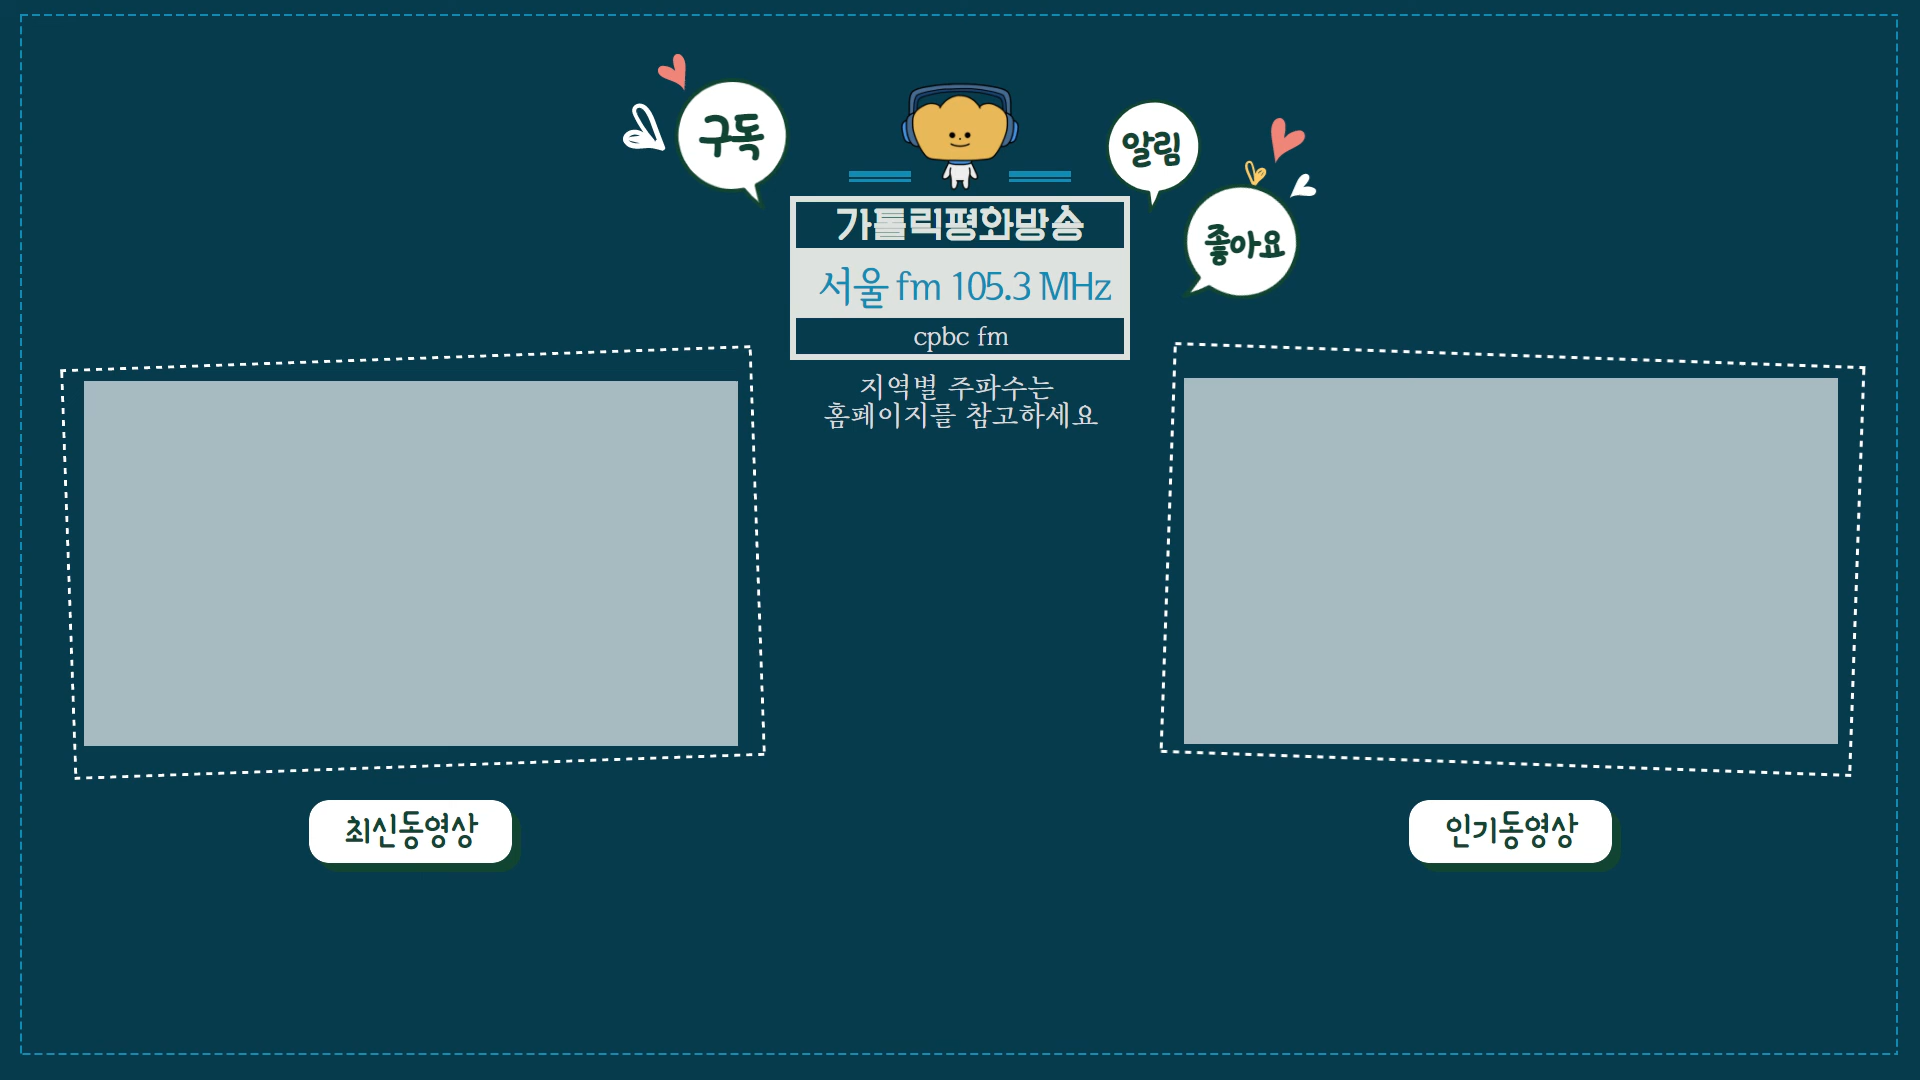 구독
알림
좋아요
가톨릭평화방송
서울 fm 105.3 MHz
cpbc fm
지역별 주파수는
홈페이지를 참고하세요
최신동영상
인기동영상